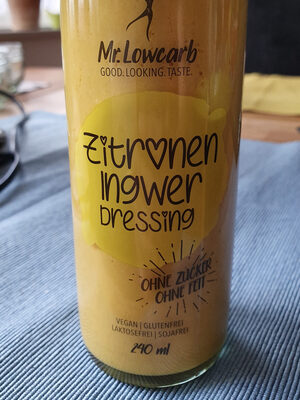 Mr. Lowcarb
GOOD. LOOKING. TASTE.
Zitronen
Ingwer
Dressing
OHNE ZUCKER
OHNE FETT
VEGAN | GLUTENFREI
LAKTOSEFREI | SOJAFREI
240 ml